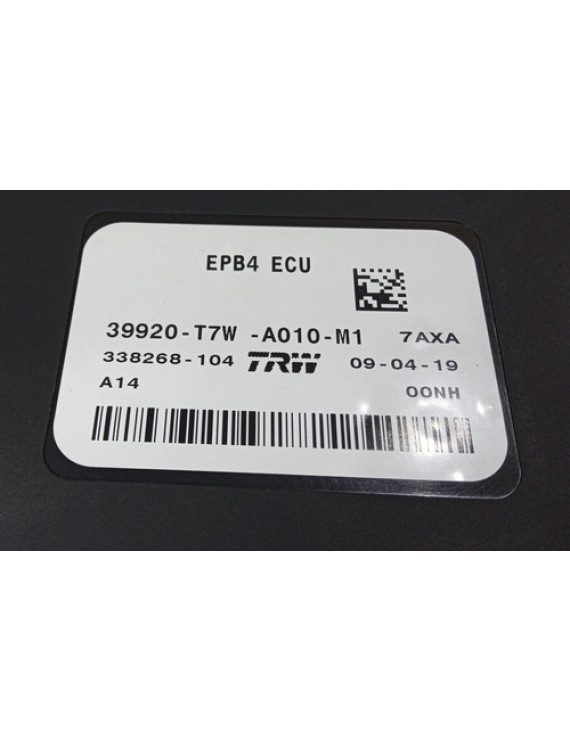 EPB4 ECU
39920-T7W -A010-M1 7AXA
338268-104 TRW 09-04-19
A14 00NH